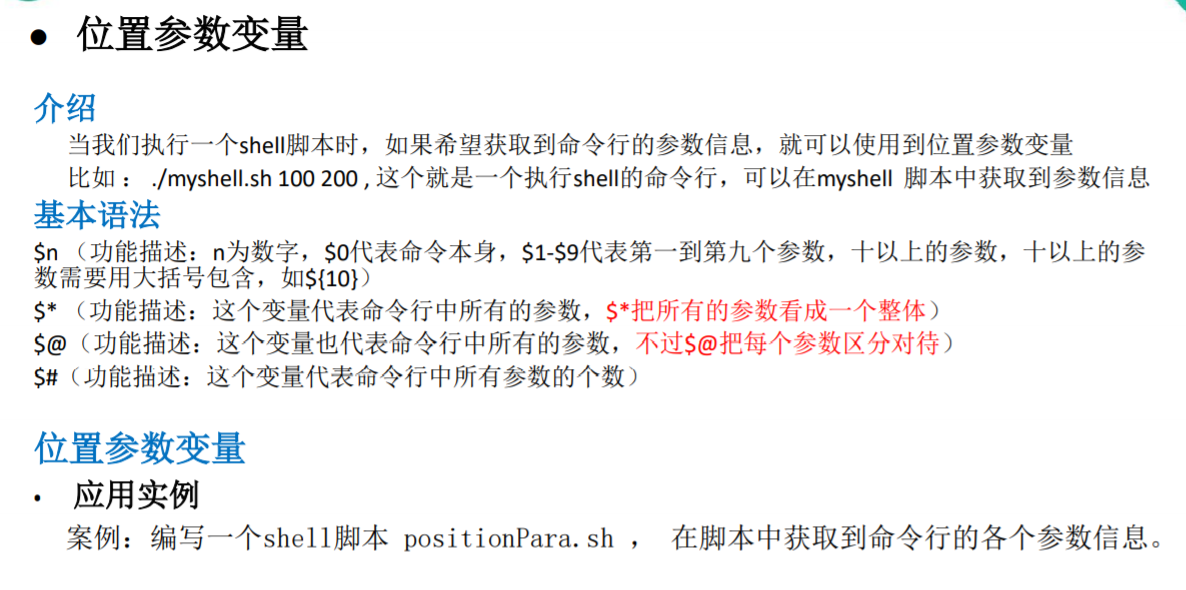 ● 位置参数变量
介绍
当我们执行一个shell脚本时，如果希望获取到命令行的参数信息，就可以使用到位置参数变量
比如 ： ./myshell.sh 100 200 , 这个就是一个执行shell的命令行，可以在myshell 脚本中获取到参数信息
基本语法
$n （功能描述：n为数字，$0代表命令本身，$1-$9代表第一到第九个参数，十以上的参数，十以上的参
数需要用大括号包含，如${10}）
$* （功能描述：这个变量代表命令行中所有的参数，$*把所有的参数看成一个整体）
$@（功能描述：这个变量也代表命令行中所有的参数，不过$@把每个参数区分对待）
$#（功能描述：这个变量代表命令行中所有参数的个数）
位置参数变量
• 应用实例
案例：编写一个shell脚本 positionPara.sh ， 在脚本中获取到命令行的各个参数信息。